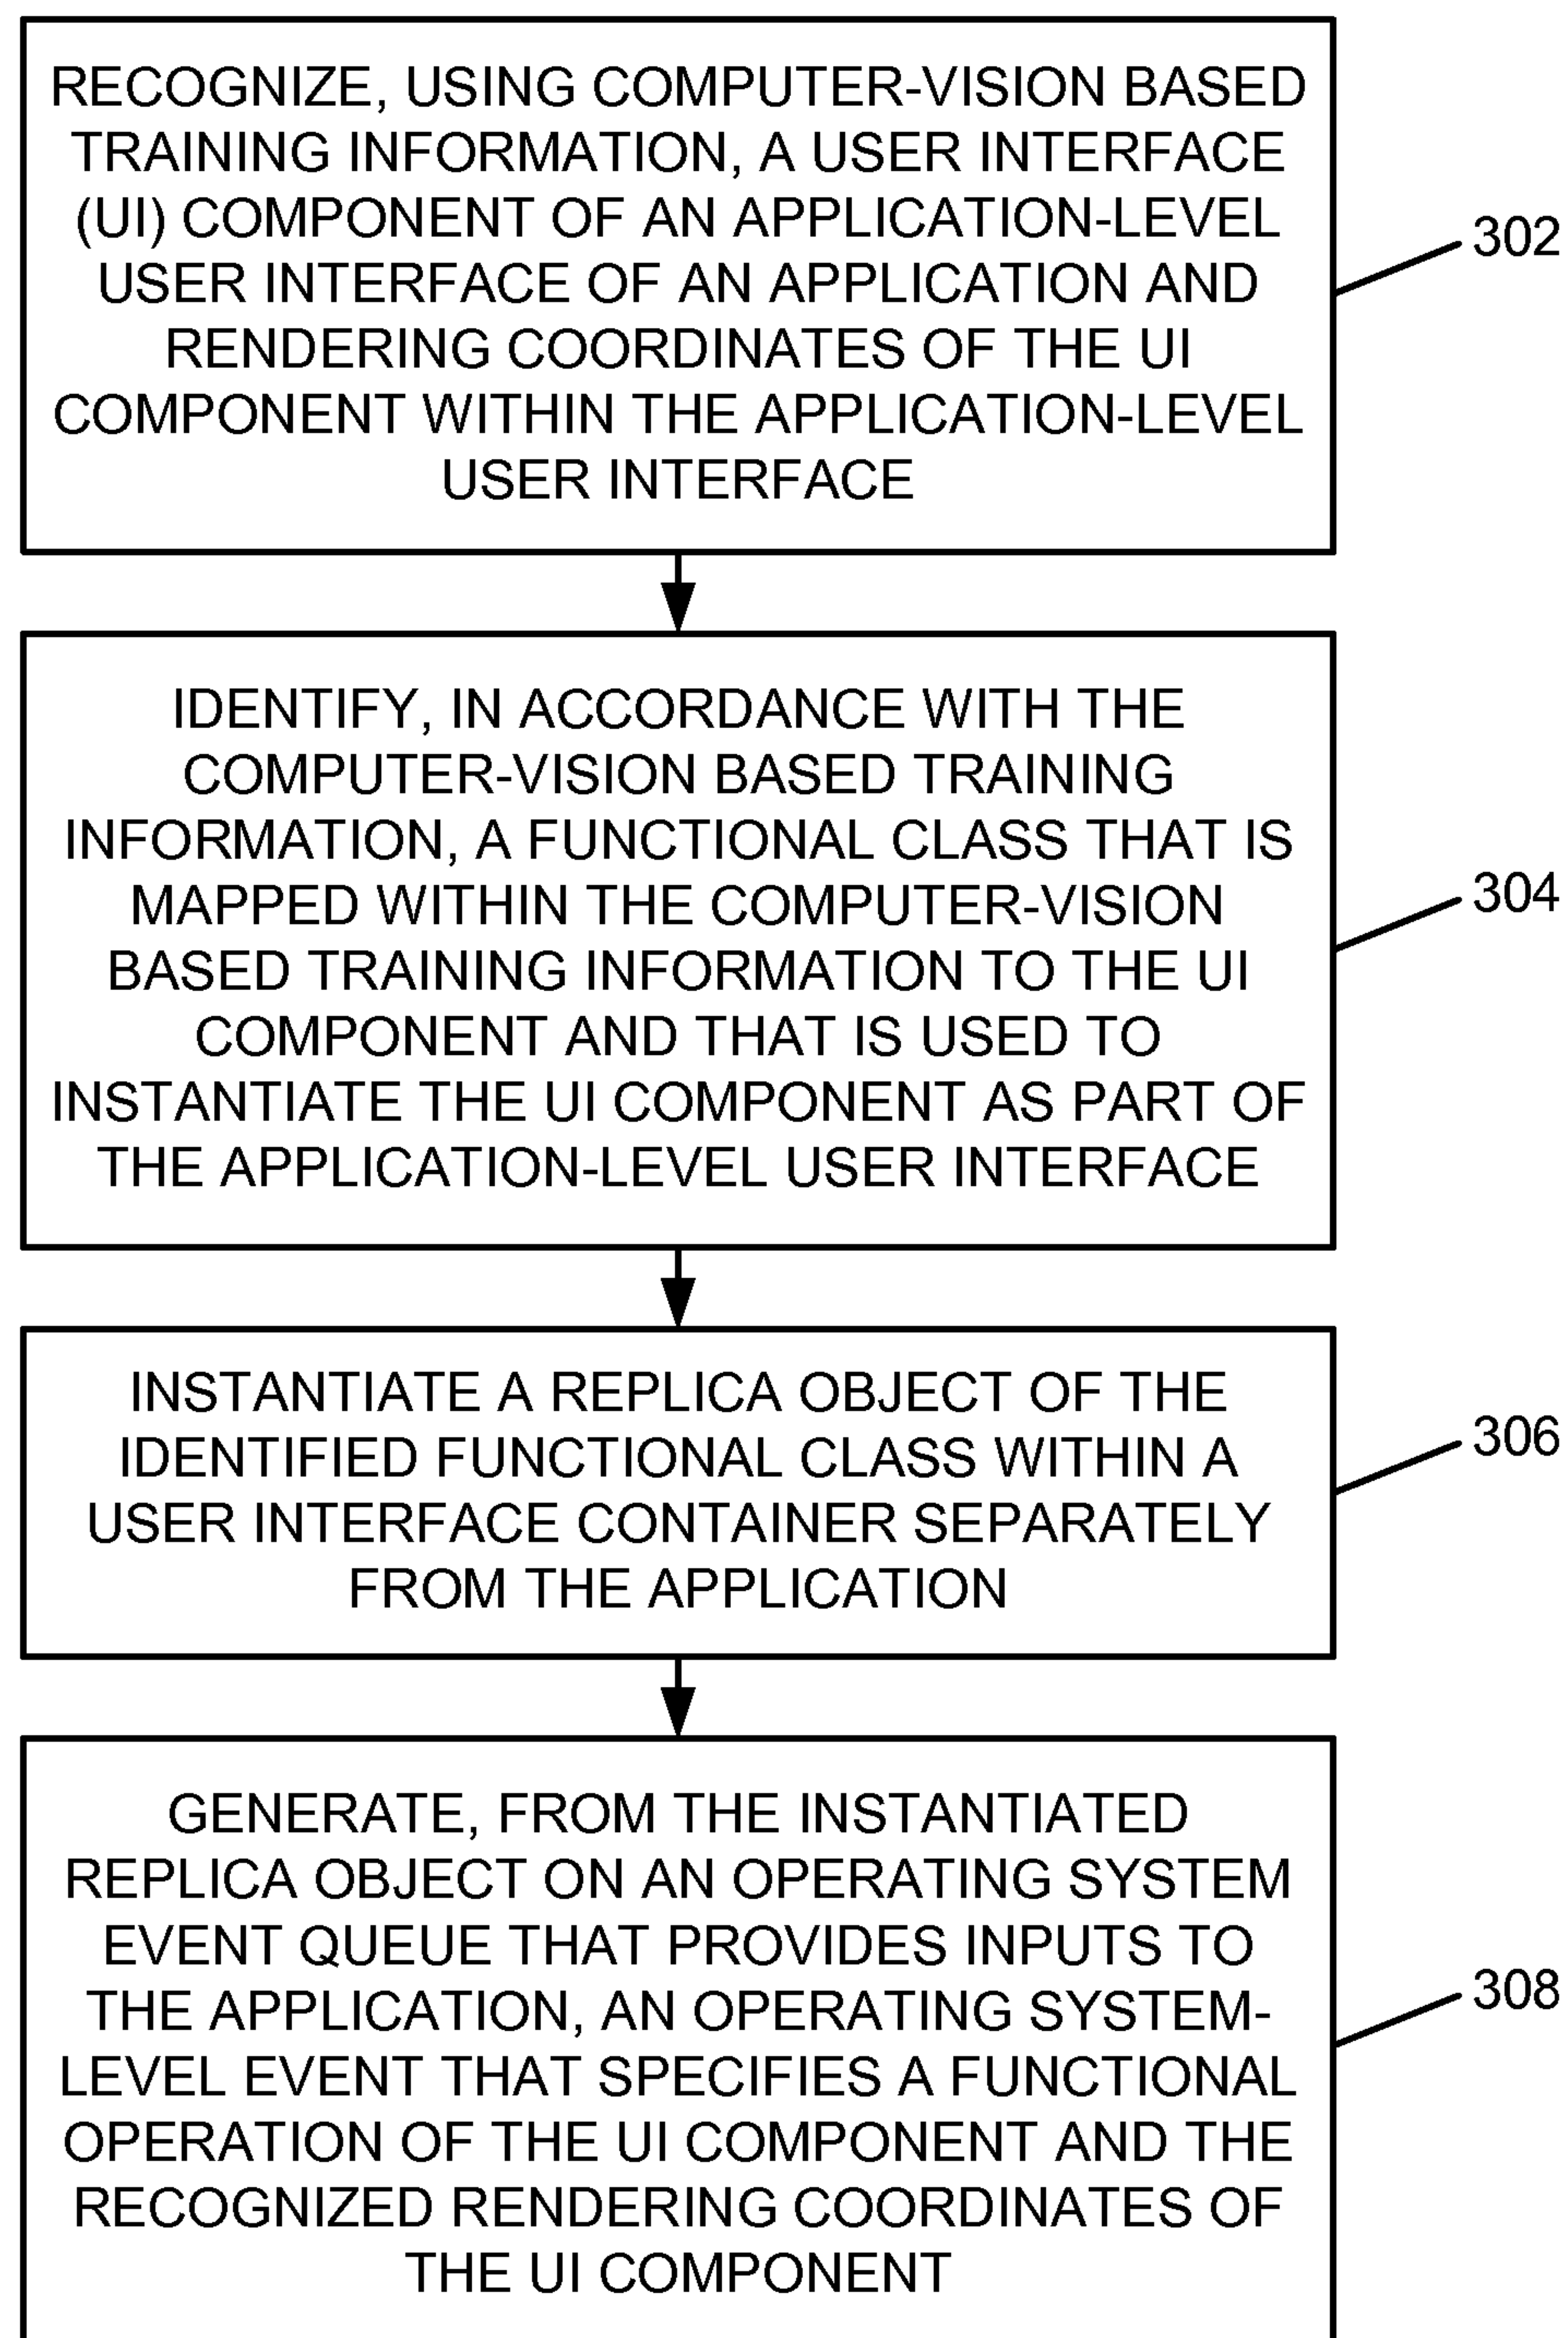 RECOGNIZE, USING COMPUTER-VISION BASED
TRAINING INFORMATION, A USER INTERFACE
(UI) COMPONENT OF AN APPLICATION-LEVEL
USER INTERFACE OF AN APPLICATION AND
RENDERING COORDINATES OF THE UI
COMPONENT WITHIN THE APPLICATION-LEVEL
USER INTERFACE
302
IDENTIFY, IN ACCORDANCE WITH THE
COMPUTER-VISION BASED TRAINING
INFORMATION, A FUNCTIONAL CLASS THAT IS
MAPPED WITHIN THE COMPUTER-VISION
BASED TRAINING INFORMATION TO THE UI
COMPONENT AND THAT IS USED TO
INSTANTIATE THE UI COMPONENT AS PART OF
THE APPLICATION-LEVEL USER INTERFACE
304
INSTANTIATE A REPLICA OBJECT OF THE
IDENTIFIED FUNCTIONAL CLASS WITHIN A
USER INTERFACE CONTAINER SEPARATELY
FROM THE APPLICATION
306
GENERATE, FROM THE INSTANTIATED
REPLICA OBJECT ON AN OPERATING SYSTEM
EVENT QUEUE THAT PROVIDES INPUTS TO
THE APPLICATION, AN OPERATING SYSTEM-
LEVEL EVENT THAT SPECIFIES A FUNCTIONAL
OPERATION OF THE UI COMPONENT AND THE
RECOGNIZED RENDERING COORDINATES OF
THE UI COMPONENT
308